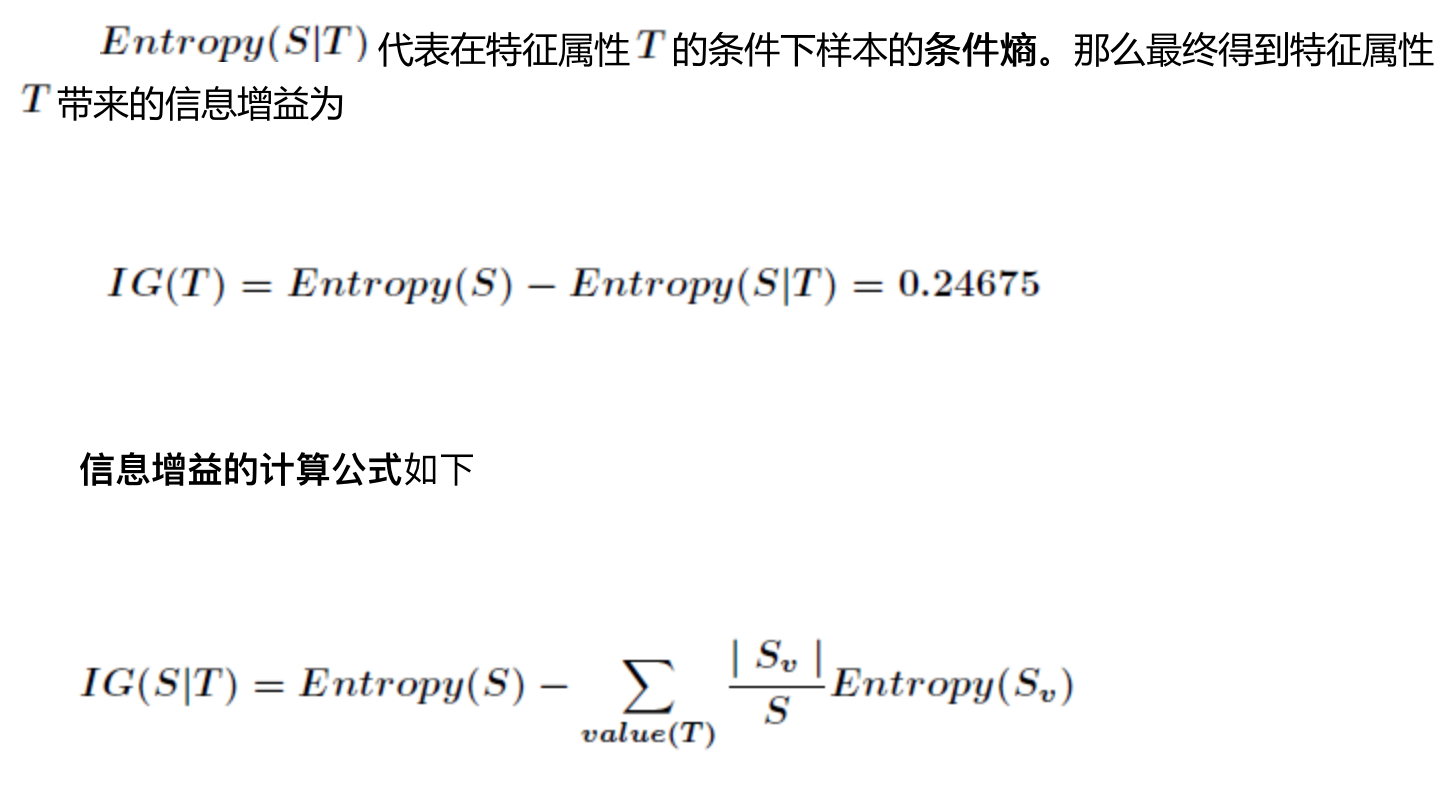 Entropy(S|T) 代表在特征属性 T 的条件下样本的条件熵。那么最终得到特征属性
T 带来的信息增益为
IG(T) = Entropy(S) − Entropy(S|T) = 0.24675
信息增益的计算公式如下
IG(S|T) = Entropy(S) − ∑_{value(T)} \frac{| S_v |}{S} Entropy(S_v)